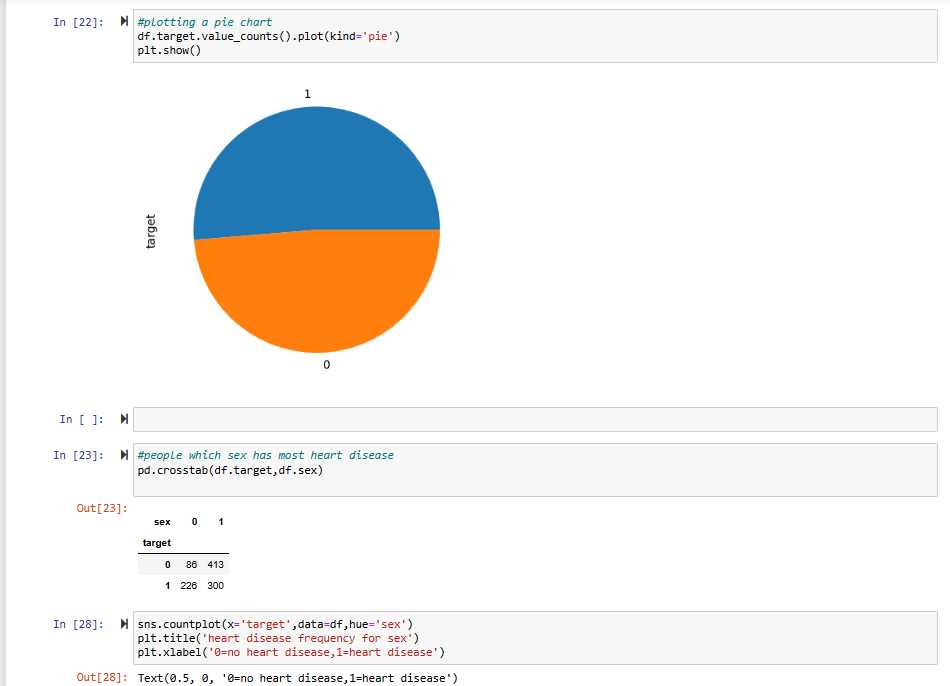 In [22]: #plotting a pie chart
df.target.value_counts().plot(kind='pie')
plt.show()
1
target
0
In [ ]:
In [23]: #people which sex has most heart disease
pd.crosstab(df.target,df.sex)
Out[23]:
sex 0 1
target
0 86 413
1 226 300
In [28]: sns.countplot(x='target',data=df,hue='sex')
plt.title('heart disease frequency for sex')
plt.xlabel('0=no heart disease,1=heart disease')
Out[28]: Text(0.5, 0, '0=no heart disease,1=heart disease')